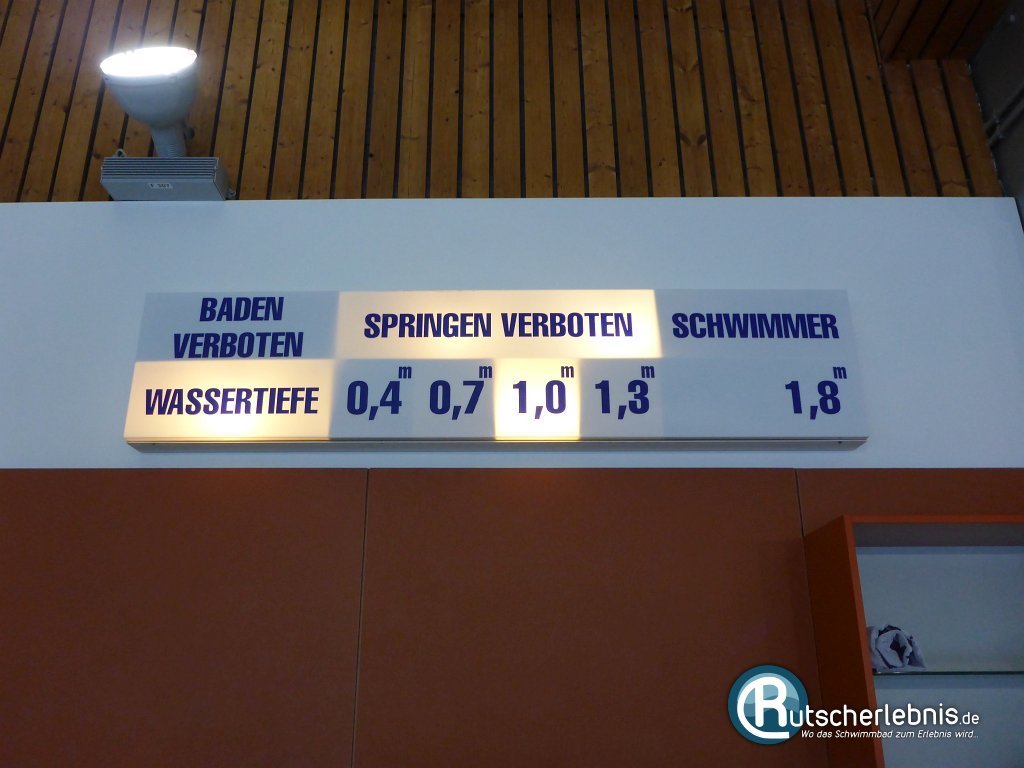 BADEN
VERBOTEN
SPRINGEN VERBOTEN
SCHWIMMER
WASSERTIEFE 0,4m 0,7m 1,0m 1,3m 1,8m
Rutscherlebnis.de
Wo das Schwimmbad zum Erlebnis wird...